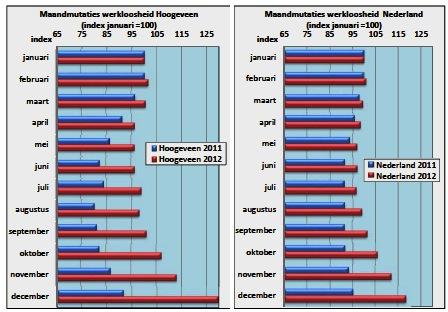 Maandmutaties werkloosheid Hoogeveen
(index januari =100)
index
65 75 85 95 105 115 125
januari
februari
maart
april
mei
juni
juli
augustus
september
oktober
november
december
Hoogeveen 2011
Hoogeveen 2012
Maandmutaties werkloosheid Nederland
(index januari =100)
index
65 75 85 95 105 115 125
januari
februari
maart
april
mei
juni
juli
augustus
september
oktober
november
december
Nederland 2011
Nederland 2012